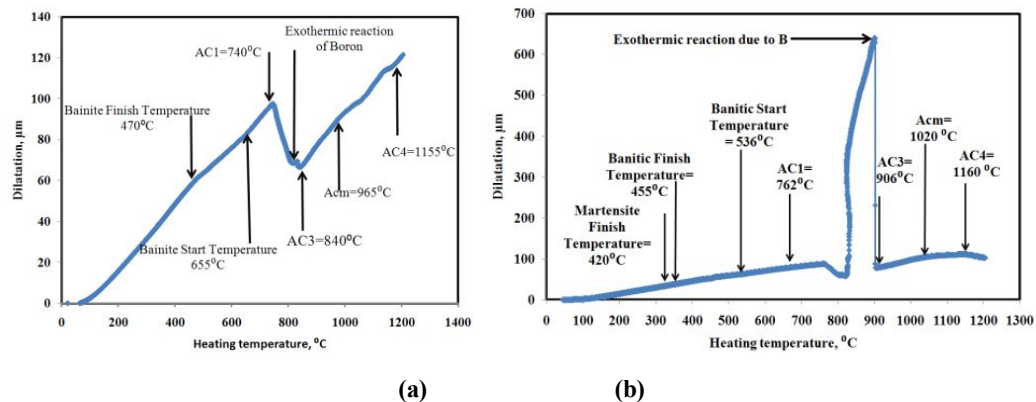 140
120
100
80
60
40
20
0
Dilatation, µm
Exothermic reaction
of Boron
AC1=740⁰C
Bainite Finish Temperature
470⁰C
AC4=1155⁰C
Acm=965⁰C
AC3=840⁰C
Bainite Start Temperature
655⁰C
0 200 400 600 800 1000 1200 1400
Heating temperature, ⁰C
(a)
700
600
500
400
300
200
100
0
Dilatation, µm
Exothermic reaction due to B
Banitic Start
Temperature
= 536⁰C
Banitic Finish
Temperature=
455⁰C
Martensite
Finish
Temperature=
420⁰C
AC1=
762⁰C
Acm=
1020 ⁰C
AC3=
906⁰C
AC4=
1160 ⁰C
0 100 200 300 400 500 600 700 800 900 1000 1100 1200 1300
Heating temperature, ⁰C
(b)